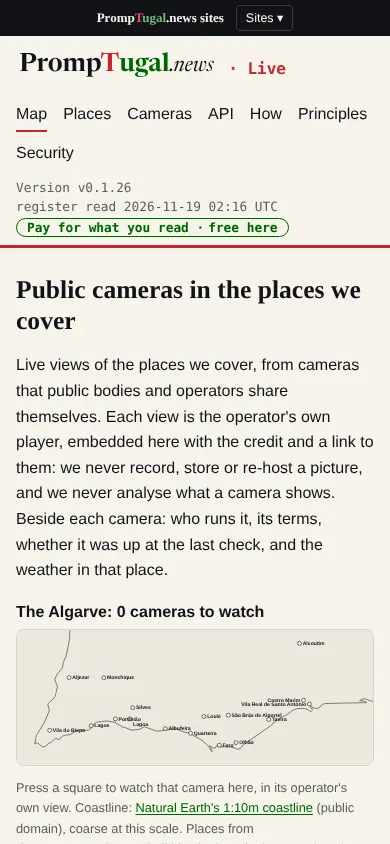 PrompTugal.news sites Sites ▾
PrompTugal.news · Live
Map Places Cameras API How Principles
Security
Version v0.1.26
register read 2026-11-19 02:16 UTC
Pay for what you read · free here
Public cameras in the places we
cover
Live views of the places we cover, from cameras
that public bodies and operators share
themselves. Each view is the operator's own
player, embedded here with the credit and a link to
them: we never record, store or re-host a picture,
and we never analyse what a camera shows.
Beside each camera: who runs it, its terms,
whether it was up at the last check, and the
weather in that place.
The Algarve: 0 cameras to watch
Alcoutim
Aljezur Monchique
Castro Marim
Vila Real de Santo António
Silves
Portimão Loulé São Brás de Alportel
Tavira
Lagos Lagoa
Vila do Bispo Albufeira
Quarteira
Faro Olhão
Press a square to watch that camera here, in its operator's
own view. Coastline: Natural Earth's 1:10m coastline (public
domain), coarse at this scale. Places from